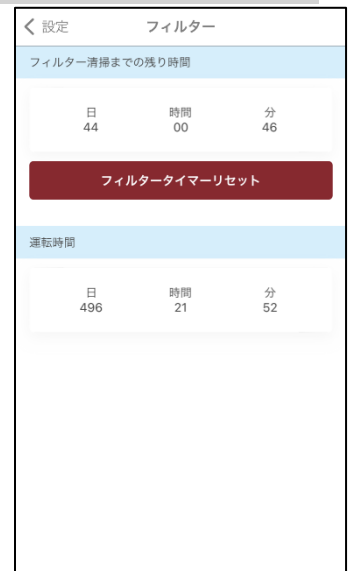 設定 フィルター
フィルター清掃までの残り時間
日 時間 分
44 00 46
フィルタータイマーリセット
運転時間
日 時間 分
496 21 52